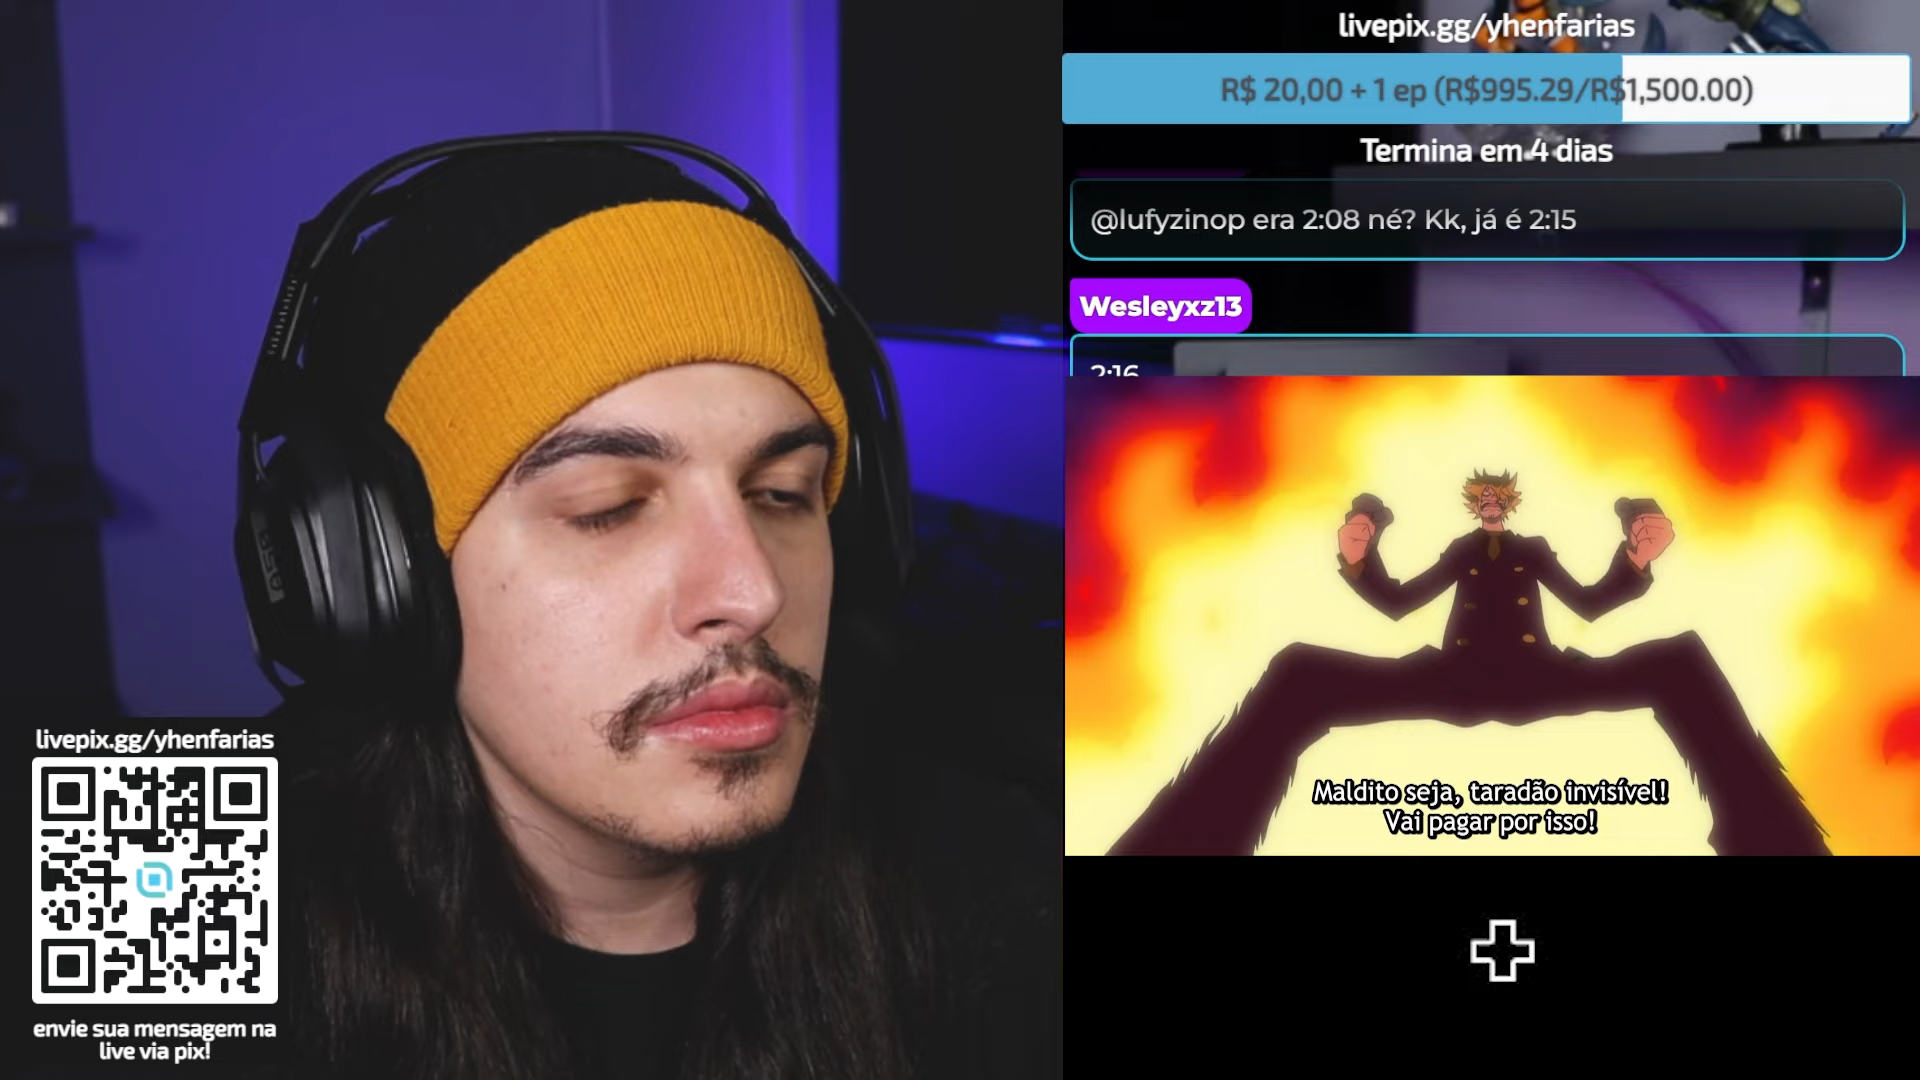 livepix.gg/yhenfarias
R$ 20,00 + 1 ep (R$995.29/R$1,500.00)
Termina em 4 dias
@lufyzinop era 2:08 né? Kk, já é 2:15
Wesleyxz13
2:16
Maldito seja, taradão invisível!
Vai pagar por isso!
livepix.gg/yhenfarias
envie sua mensagem na
live via pix!